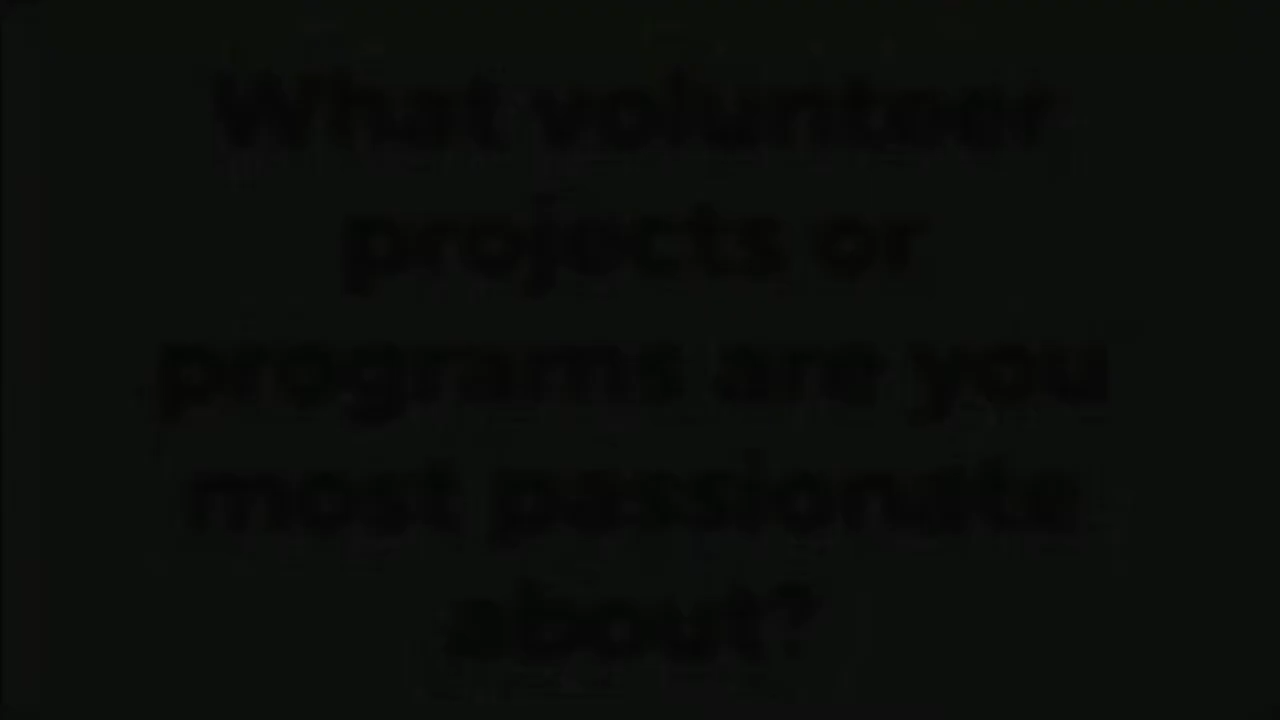 What volunteer
projects or
programs are you
most passionate
about?